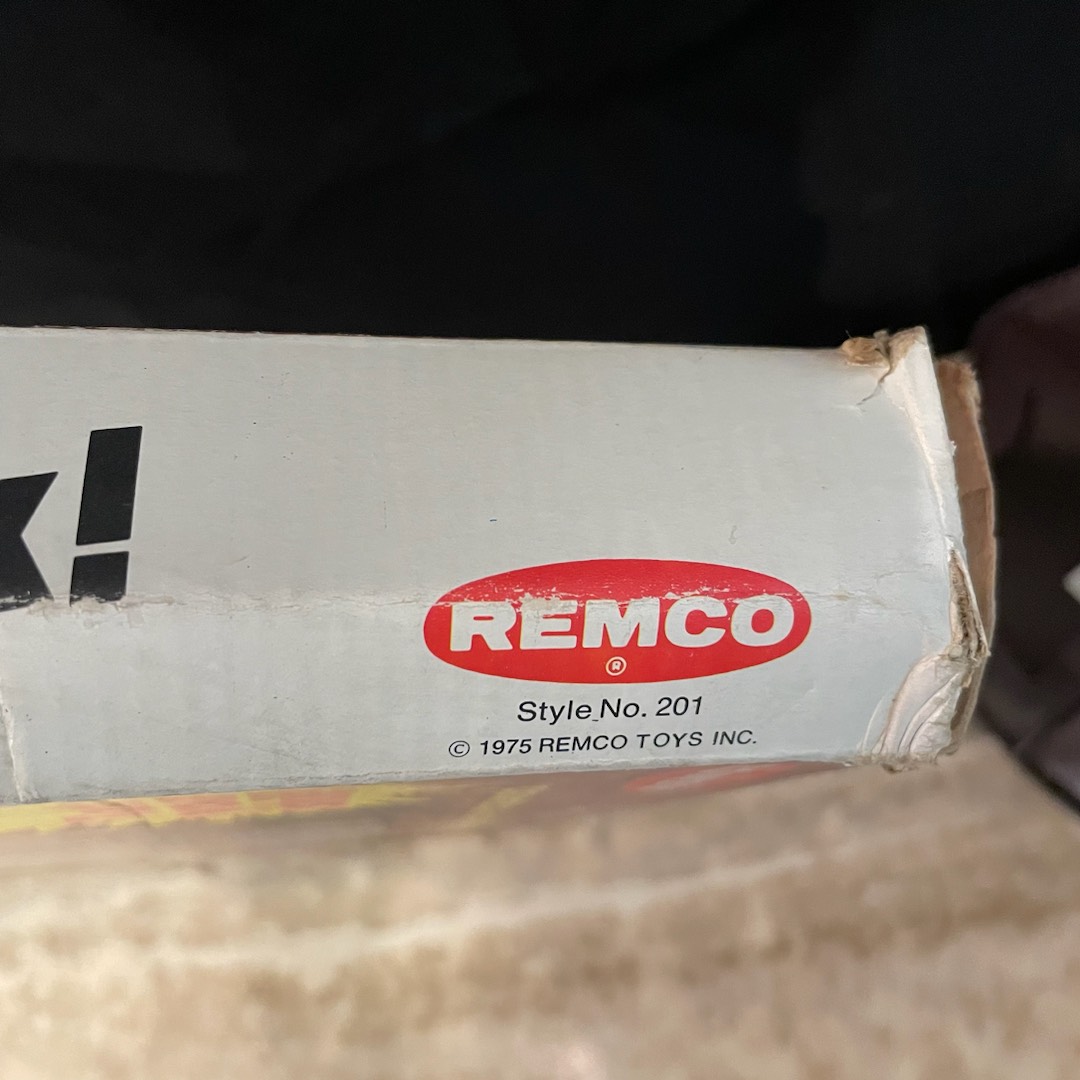 !
REMCO
®
Style No. 201
© 1975 REMCO TOYS INC.